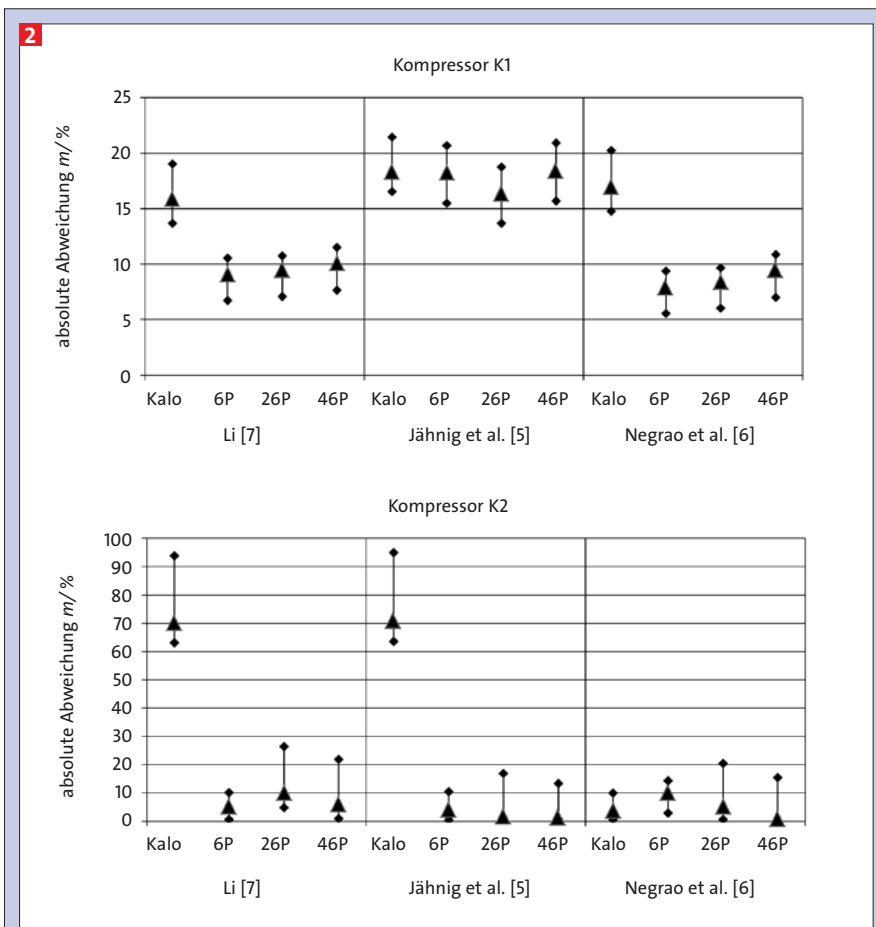 2
Kompressor K1
absolute Abweichung m/%
25
20
15
10
5
0
Kalo 6P 26P 46P Kalo 6P 26P 46P Kalo 6P 26P 46P
Li [7] Jähnig et al. [5] Negrao et al. [6]
Kompressor K2
absolute Abweichung m/%
100
90
80
70
60
50
40
30
20
10
0
Kalo 6P 26P 46P Kalo 6P 26P 46P Kalo 6P 26P 46P
Li [7] Jähnig et al. [5] Negrao et al. [6]